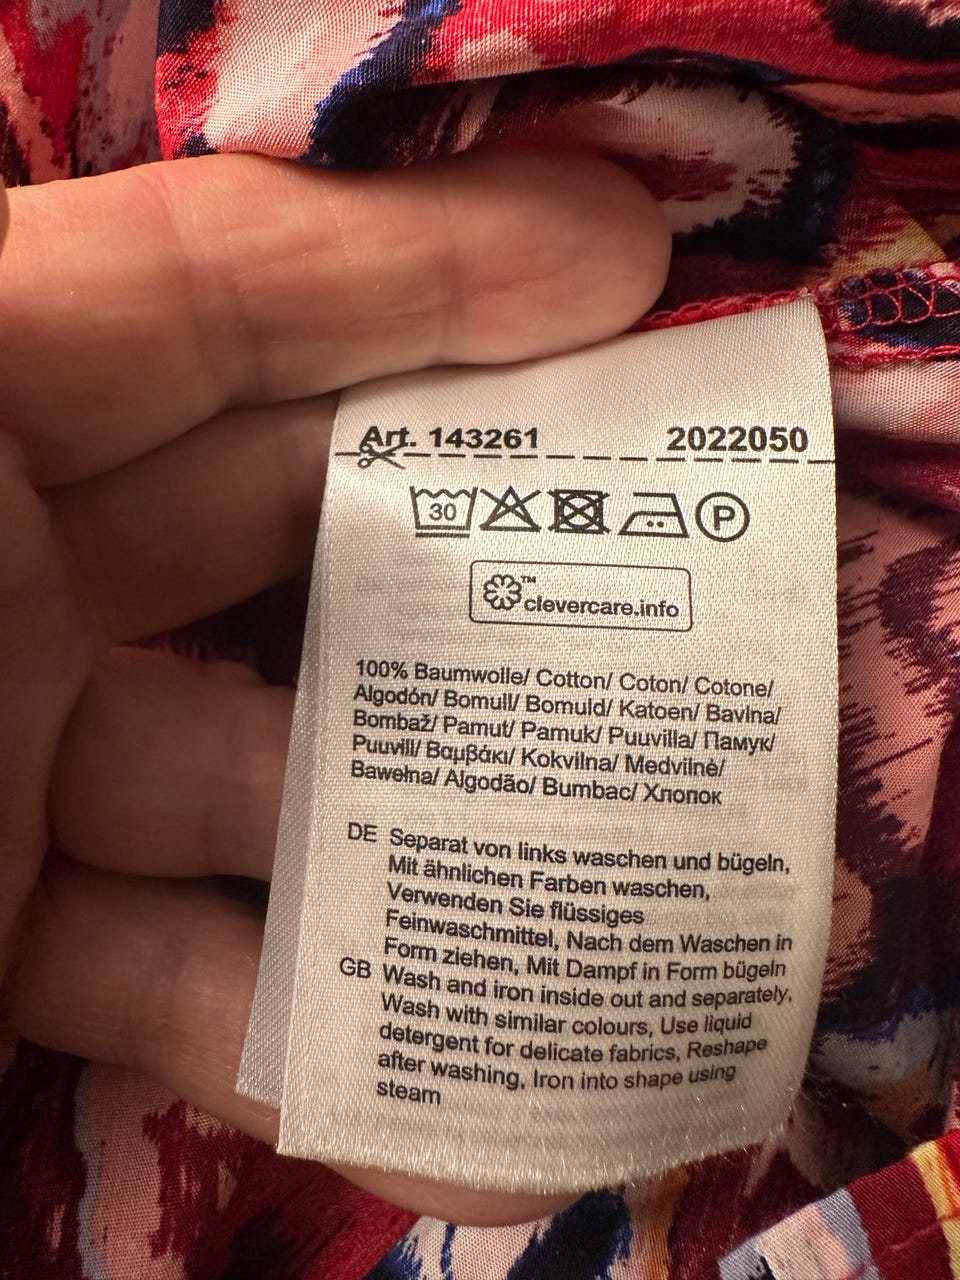 Art. 143261 2022050
30 P
clevercare.info™
100% Baumwolle/ Cotton/ Coton/ Cotone/
Algodón/ Bomull/ Bomuld/ Katoen/ Bavlna/
Bombaž/ Pamut/ Pamuk/ Puuvilla/ Памук/
Puuvill/ Βαμβάκι/ Kokvilna/ Medvilnė/
Bawełna/ Algodão/ Bumbac/ Хлопок
DE Separat von links waschen und bügeln,
Mit ähnlichen Farben waschen,
Verwenden Sie flüssiges
Feinwaschmittel, Nach dem Waschen in
Form ziehen, Mit Dampf in Form bügeln
GB Wash and iron inside out and separately,
Wash with similar colours, Use liquid
detergent for delicate fabrics, Reshape
after washing, Iron into shape using
steam